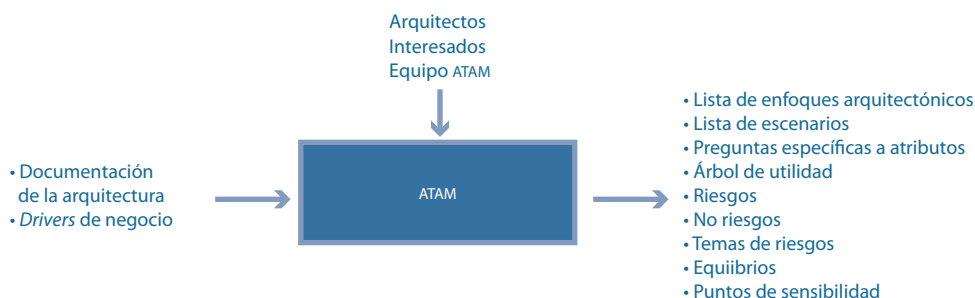 Arquitectos
Interesados
Equipo ATAM
• Documentación
de la arquitectura
• Drivers de negocio
ATAM
• Lista de enfoques arquitectónicos
• Lista de escenarios
• Preguntas específicas a atributos
• Árbol de utilidad
• Riesgos
• No riesgos
• Temas de riesgos
• Equiibrios
• Puntos de sensibilidad